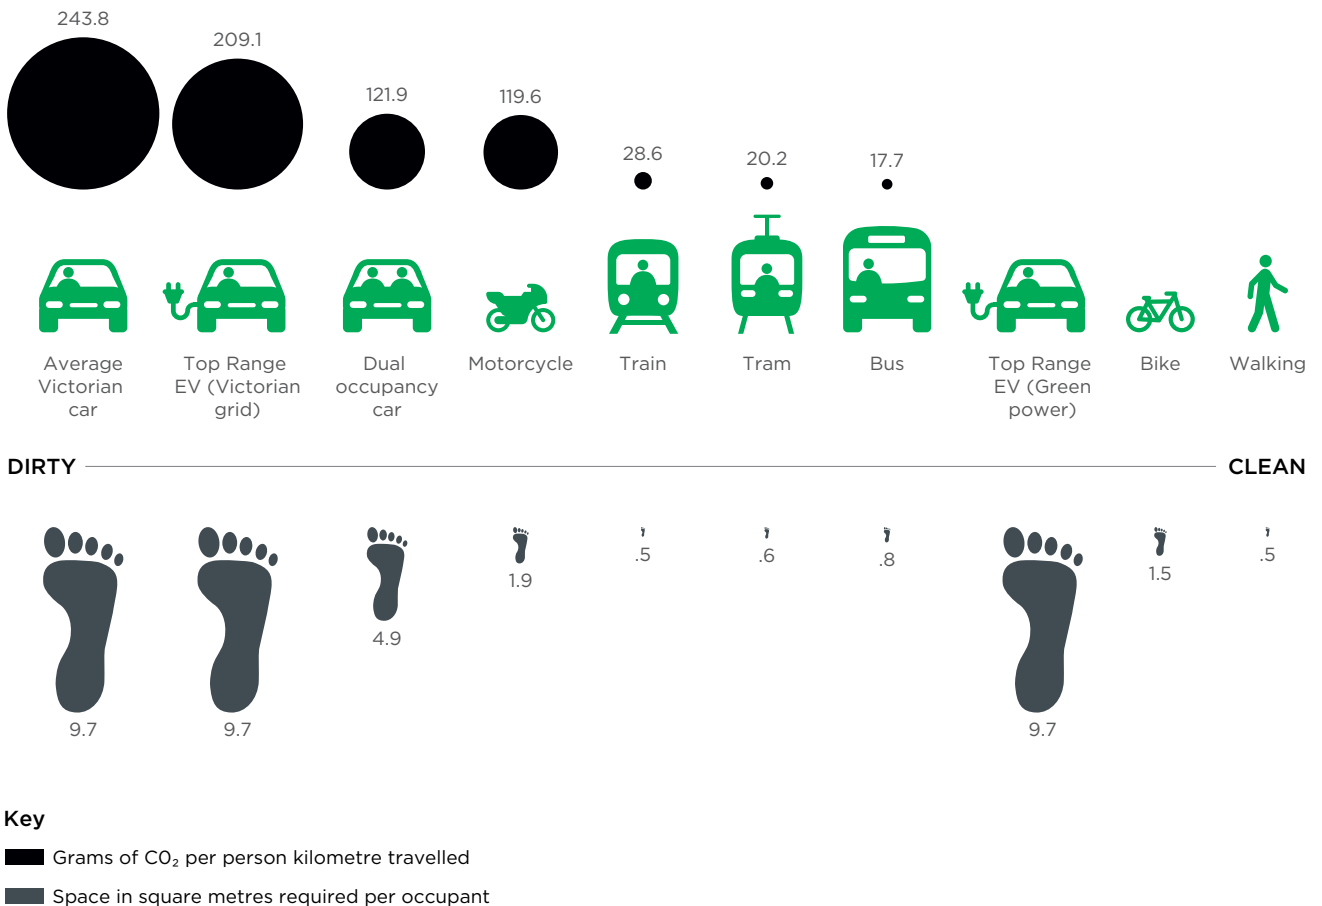 243.8
209.1
121.9
119.6
28.6
20.2
17.7
Average
Victorian
car
Top Range
EV (Victorian
grid)
Dual
occupancy
car
Motorcycle
Train
Tram
Bus
Top Range
EV (Green
power)
Bike
Walking
DIRTY
CLEAN
9.7
9.7
4.9
1.9
.5
.6
.8
9.7
1.5
.5
Key
Grams of C0₂ per person kilometre travelled
Space in square metres required per occupant